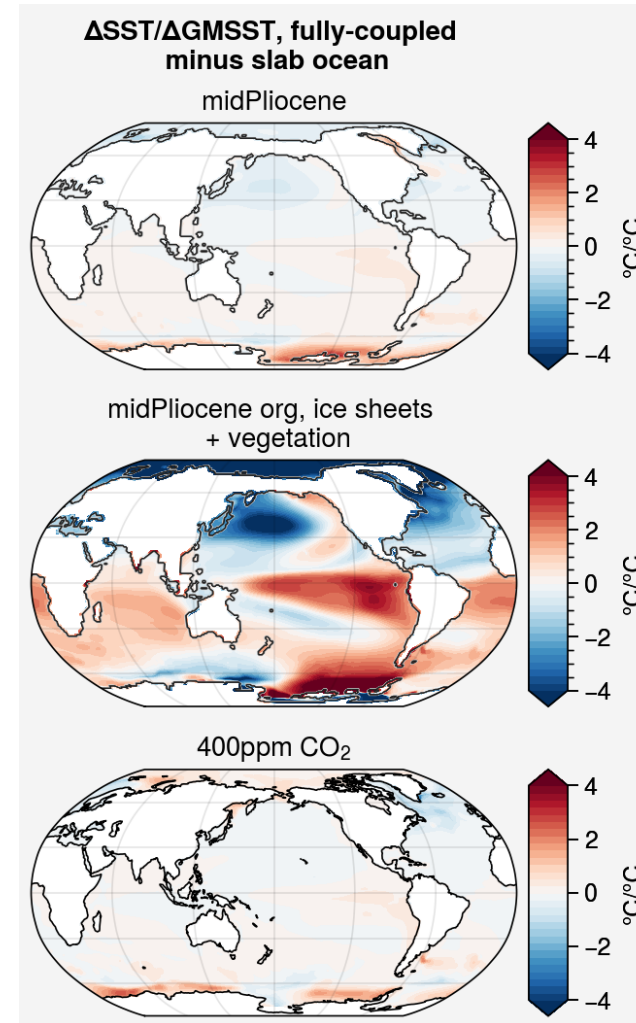 ΔSST/ΔGMSST, fully-coupled
minus slab ocean
midPliocene
4
2
0
−2
−4
°C/°C
midPliocene org, ice sheets
+ vegetation
4
2
0
−2
−4
°C/°C
400ppm CO₂
4
2
0
−2
−4
°C/°C